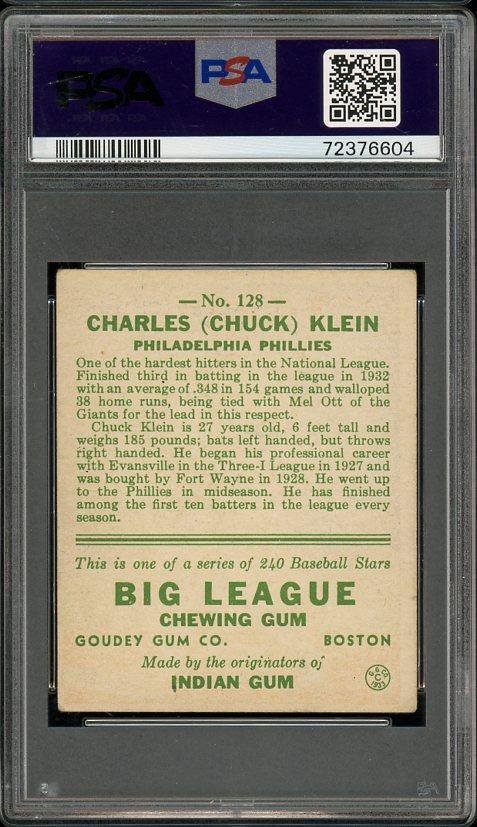 PSA
PSA
72376604
— No. 128 —
CHARLES (CHUCK) KLEIN
PHILADELPHIA PHILLIES
One of the hardest hitters in the National League.
Finished third in batting in the league in 1932
with an average of .348 in 154 games and walloped
38 home runs, being tied with Mel Ott of the
Giants for the lead in this respect.
Chuck Klein is 27 years old, 6 feet tall and
weighs 185 pounds; bats left handed, but throws
right handed. He began his professional career
with Evansville in the Three-I League in 1927 and
was bought by Fort Wayne in 1928. He went up
to the Phillies in midseason. He has finished
among the first ten batters in the league every
season.
This is one of a series of 240 Baseball Stars
BIG LEAGUE
CHEWING GUM
GOUDEY GUM CO. BOSTON
Made by the originators of
INDIAN GUM
G. G. CO.
C
1933